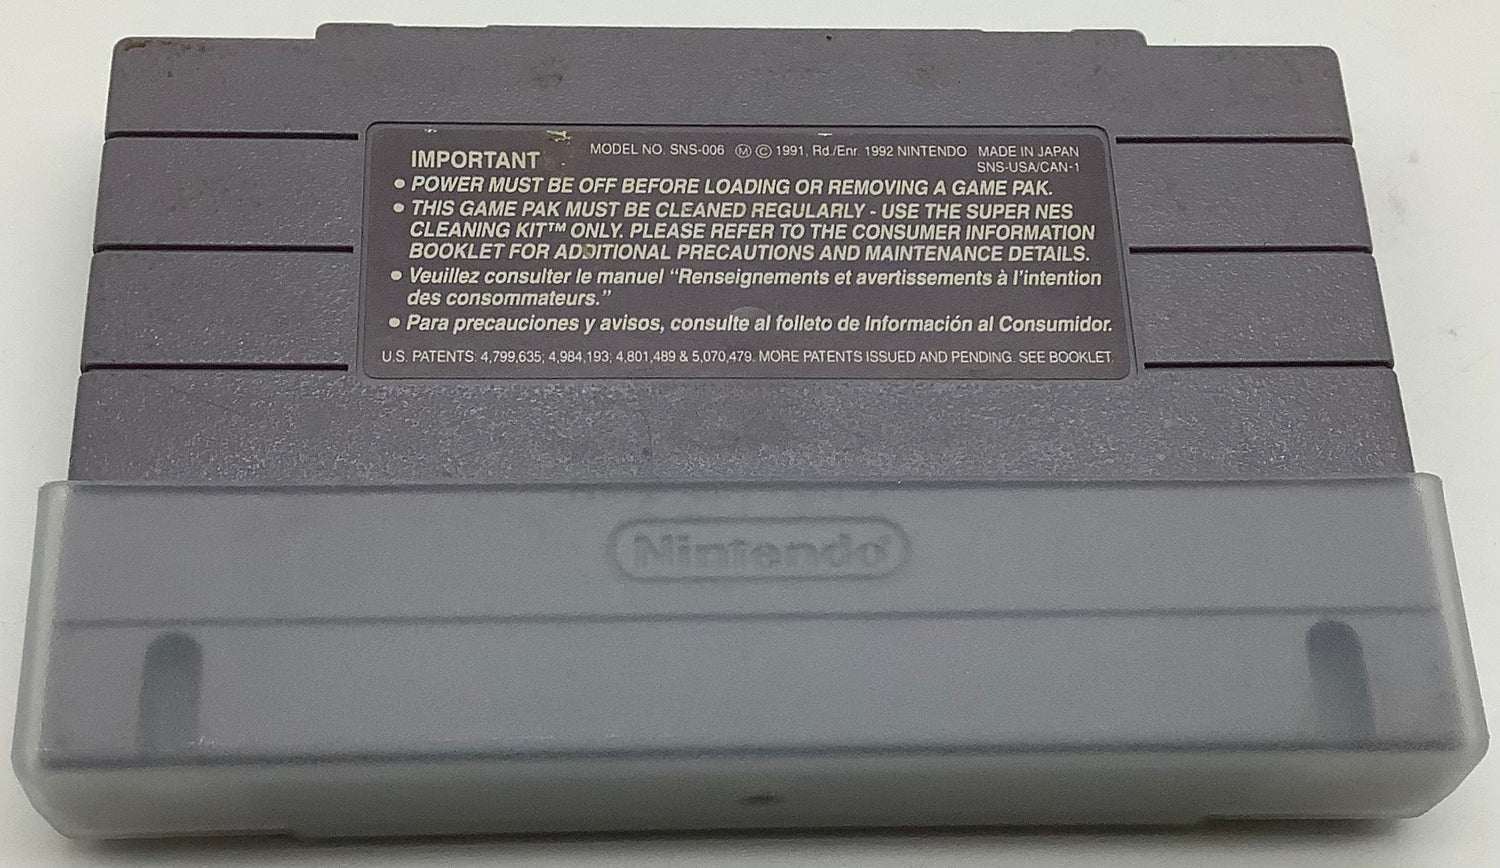 IMPORTANT MODEL NO. SNS-006 Ⓜ © 1991, Rd./Enr. 1992 NINTENDO MADE IN JAPAN
SNS-USA/CAN-1
• POWER MUST BE OFF BEFORE LOADING OR REMOVING A GAME PAK.
• THIS GAME PAK MUST BE CLEANED REGULARLY - USE THE SUPER NES
CLEANING KIT™ ONLY. PLEASE REFER TO THE CONSUMER INFORMATION
BOOKLET FOR ADDITIONAL PRECAUTIONS AND MAINTENANCE DETAILS.
• Veuillez consulter le manuel “Renseignements et avertissements à l’intention
des consommateurs.”
• Para precauciones y avisos, consulte al folleto de Información al Consumidor.
U.S. PATENTS: 4,799,635; 4,984,193; 4,801,489 & 5,070,479. MORE PATENTS ISSUED AND PENDING. SEE BOOKLET.
Nintendo